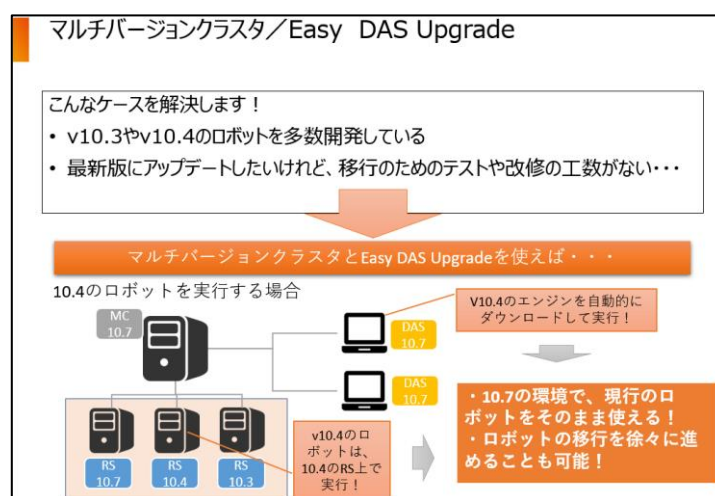 マルチバージョンクラスタ／Easy DAS Upgrade
こんなケースを解決します！
• v10.3やv10.4のロボットを多数開発している
• 最新版にアップデートしたいけれど、移行のためのテストや改修の工数がない・・・
マルチバージョンクラスタとEasy DAS Upgradeを使えば・・・
10.4のロボットを実行する場合
MC
10.7
DAS
10.7
DAS
10.7
V10.4のエンジンを自動的に
ダウンロードして実行！
RS
10.7
RS
10.4
RS
10.3
v10.4のロ
ボットは、
10.4のRS上で
実行！
・10.7の環境で、現行のロ
ボットをそのまま使える！
・ロボットの移行を徐々に進
めることも可能！